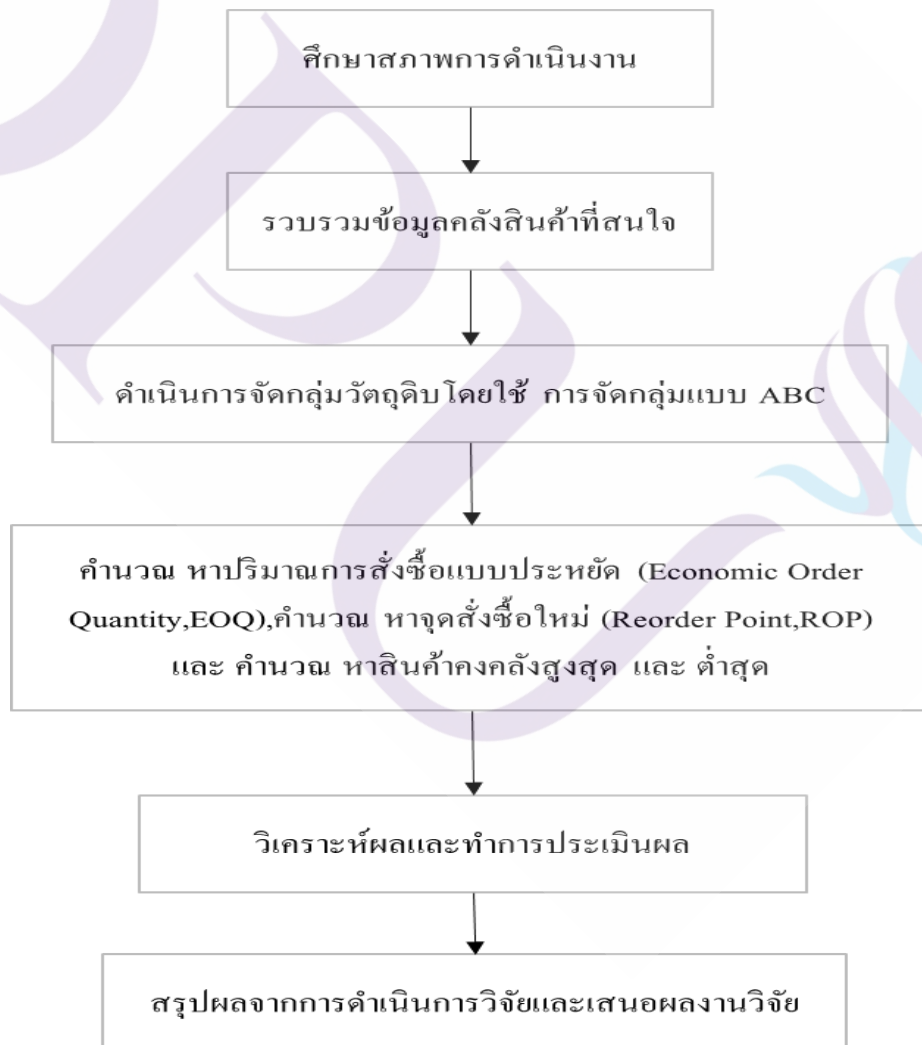 ศึกษาสภาพการดำเนินงาน
รวบรวมข้อมูลคลังสินค้าที่สนใจ
ดำเนินการจัดกลุ่มวัตถุดิบโดยใช้ การจัดกลุ่มแบบ ABC
คำนวณ หาปริมาณการสั่งซื้อแบบประหยัด (Economic Order
Quantity,EOQ),คำนวณ หาจุดสั่งซื้อใหม่ (Reorder Point,ROP)
และ คำนวณ หาสินค้าคงคลังสูงสุด และ ต่ำสุด
วิเคราะห์ผลและทำการประเมินผล
สรุปผลจากการดำเนินการวิจัยและเสนอผลงานวิจัย